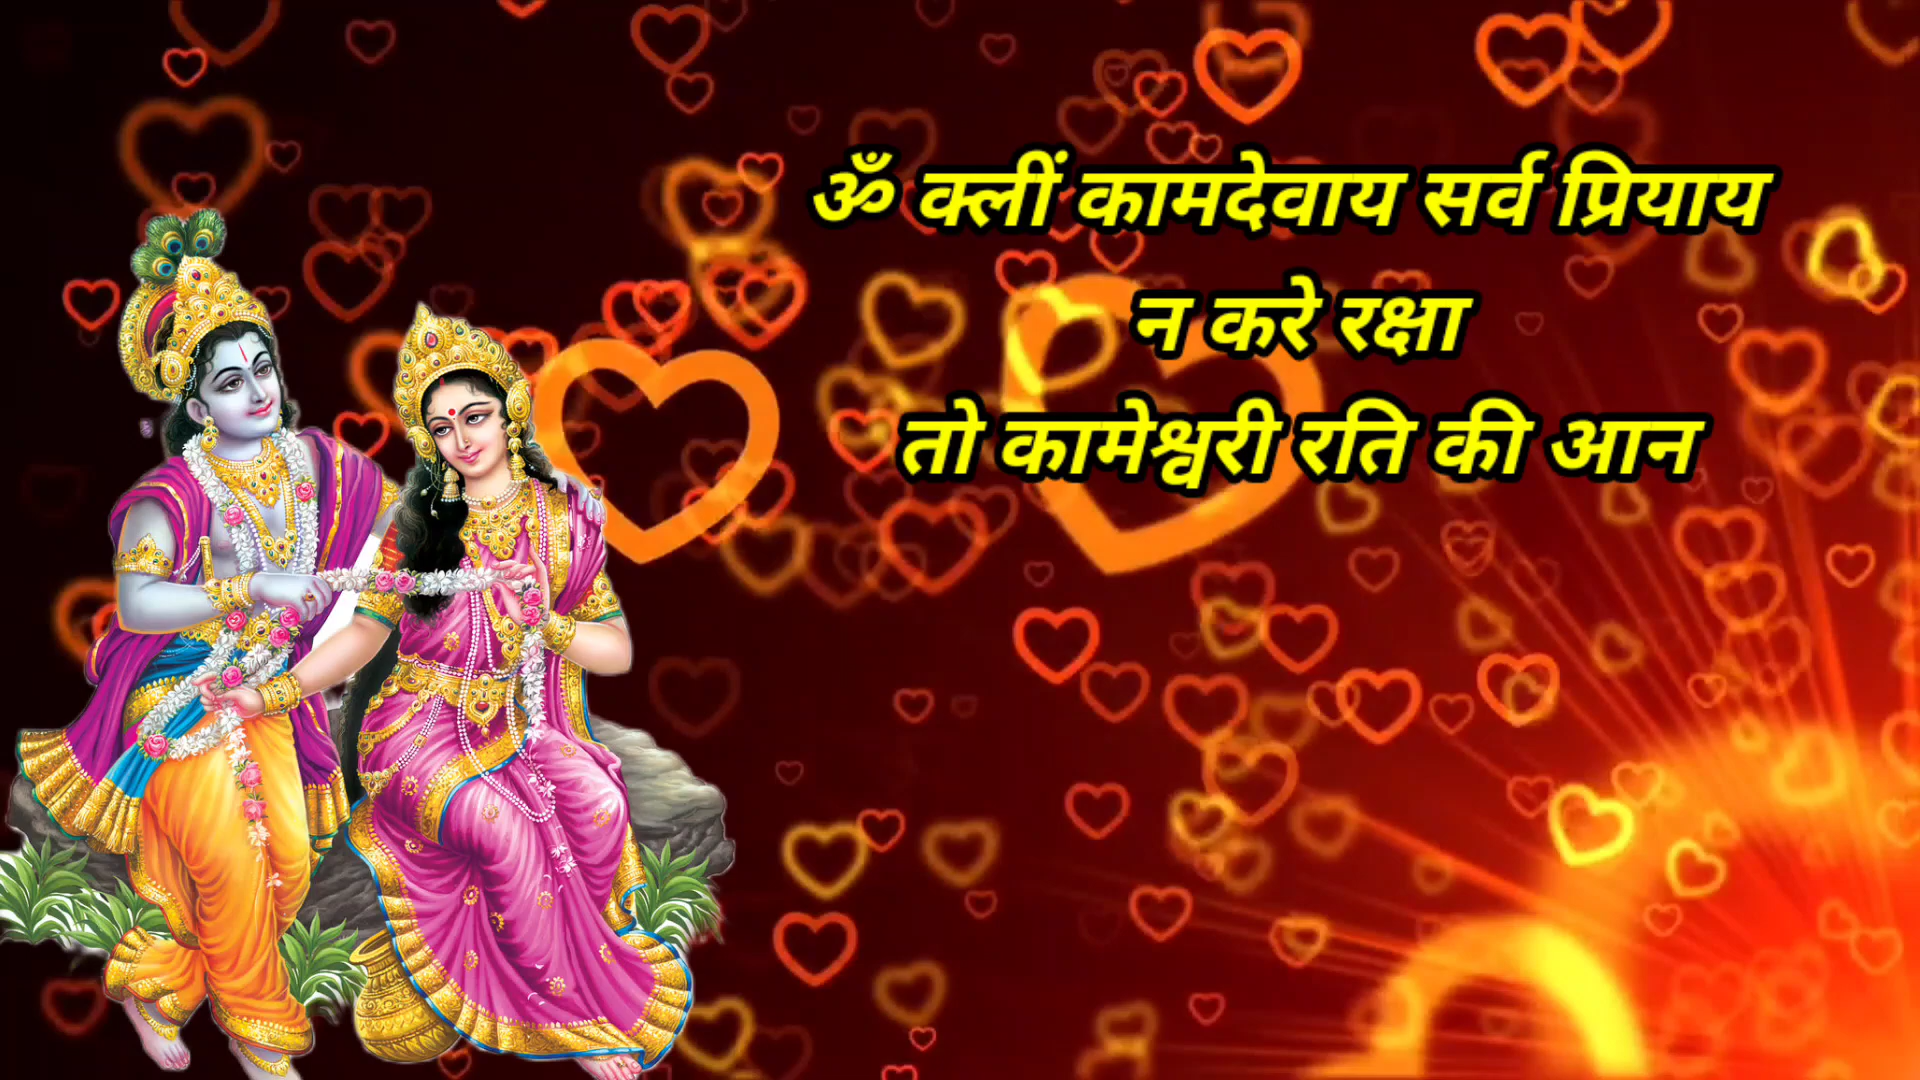 ॐ क्लीं कामदेवाय सर्व प्रियाय
न करे रक्षा
तो कामेश्वरी रति की आन